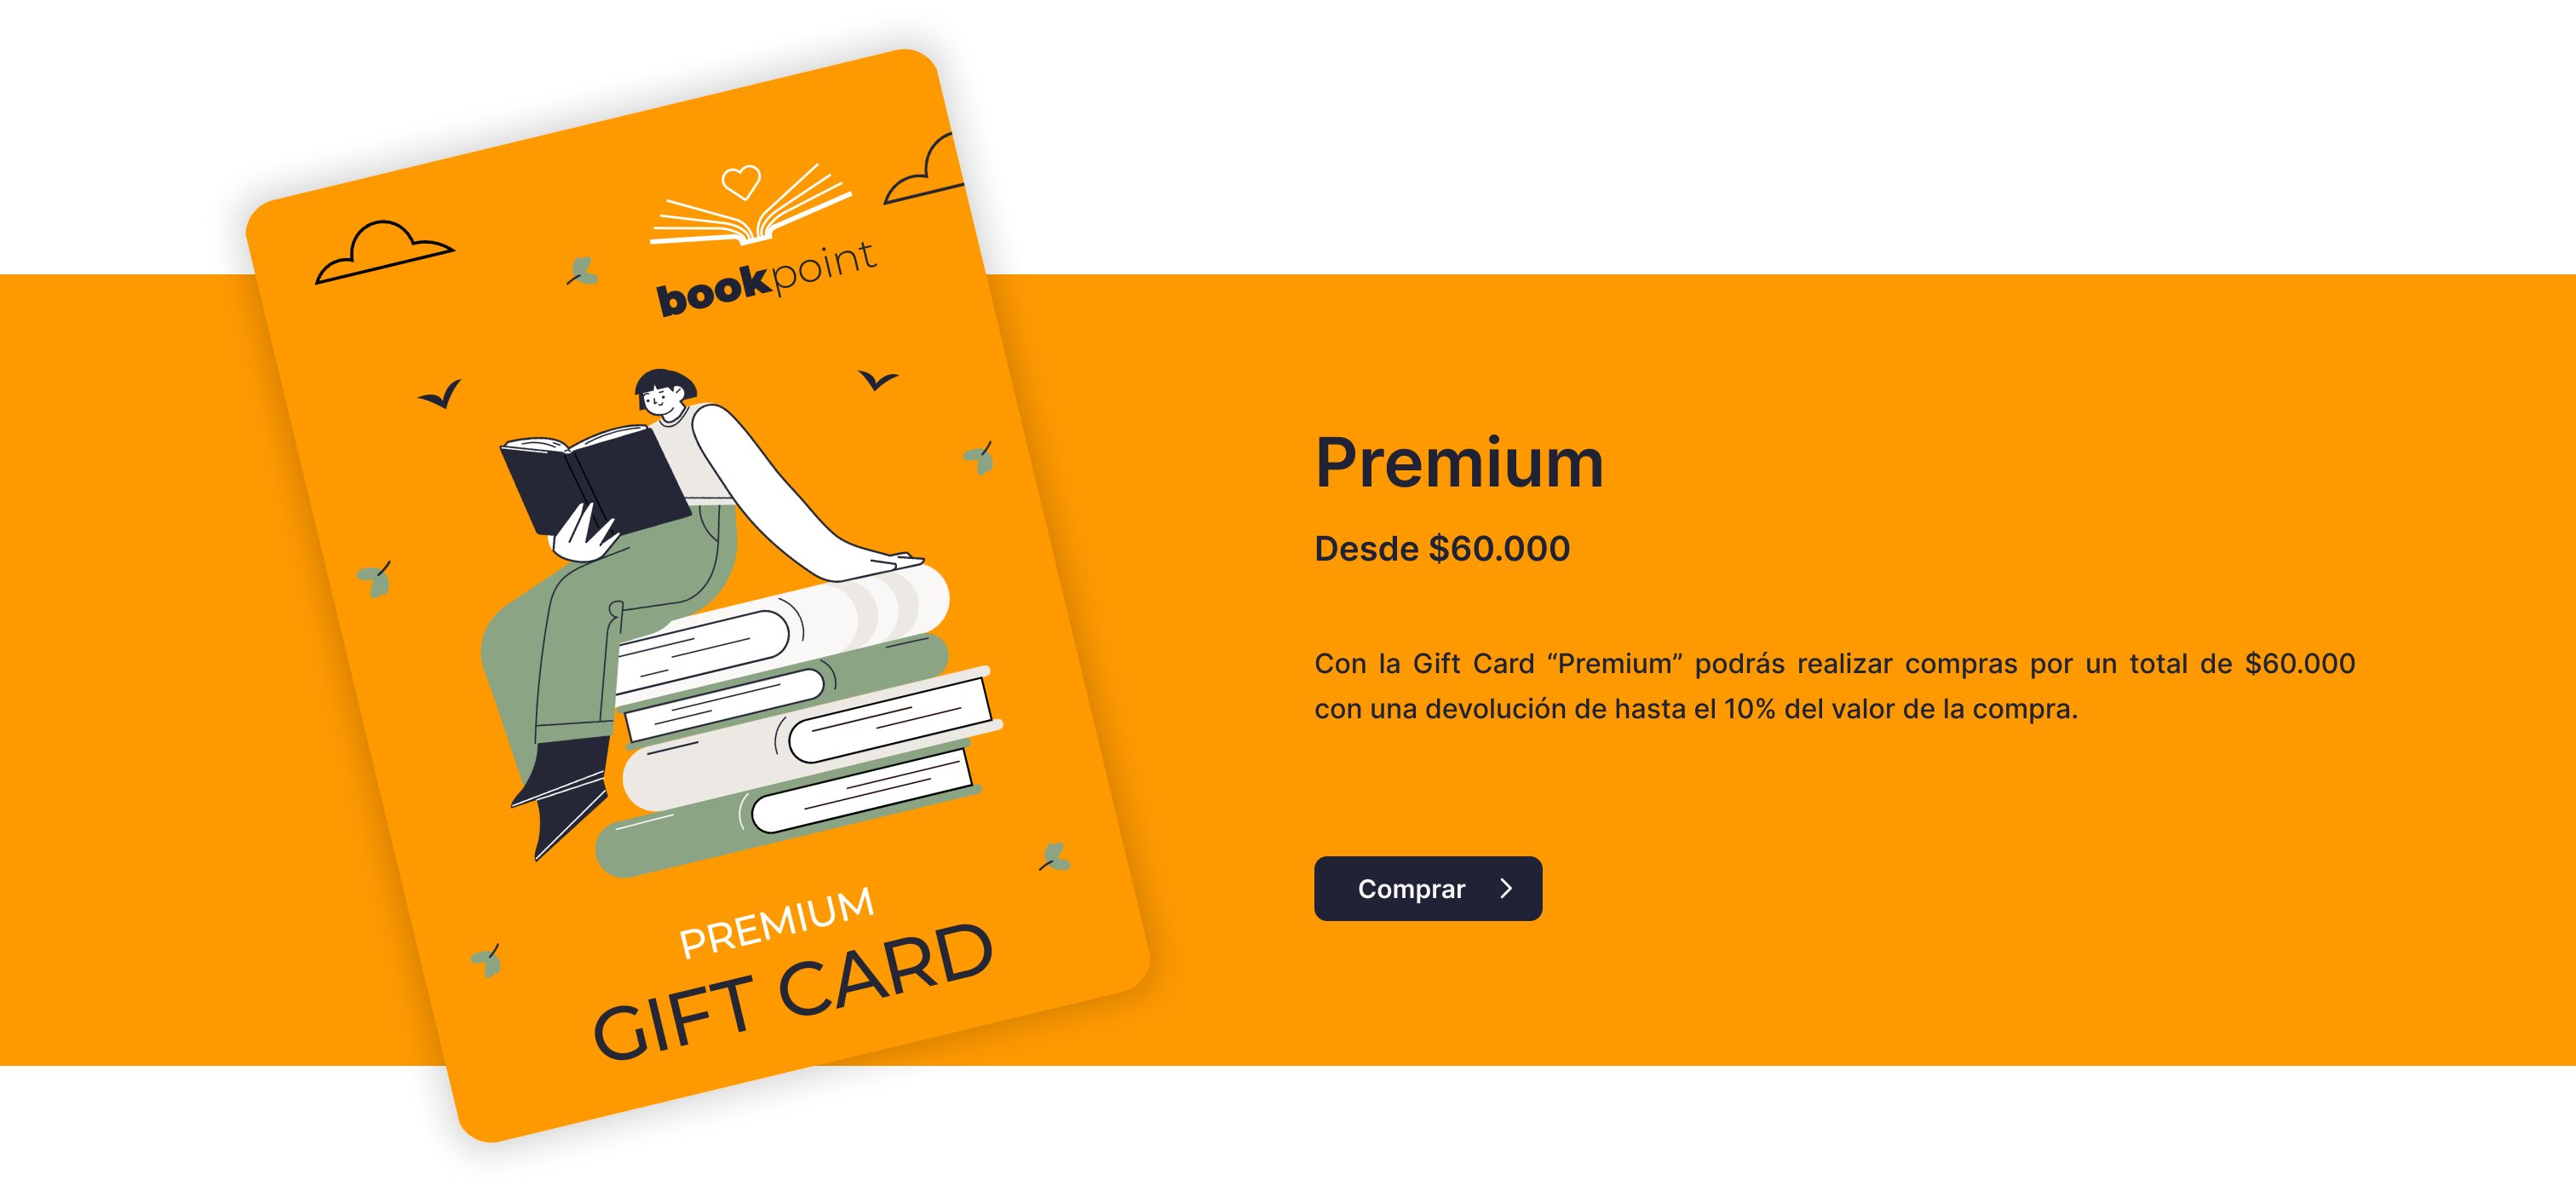 bookpoint
PREMIUM
GIFT CARD
Premium
Desde $60.000
Con la Gift Card “Premium” podrás realizar compras por un total de $60.000
con una devolución de hasta el 10% del valor de la compra.
Comprar